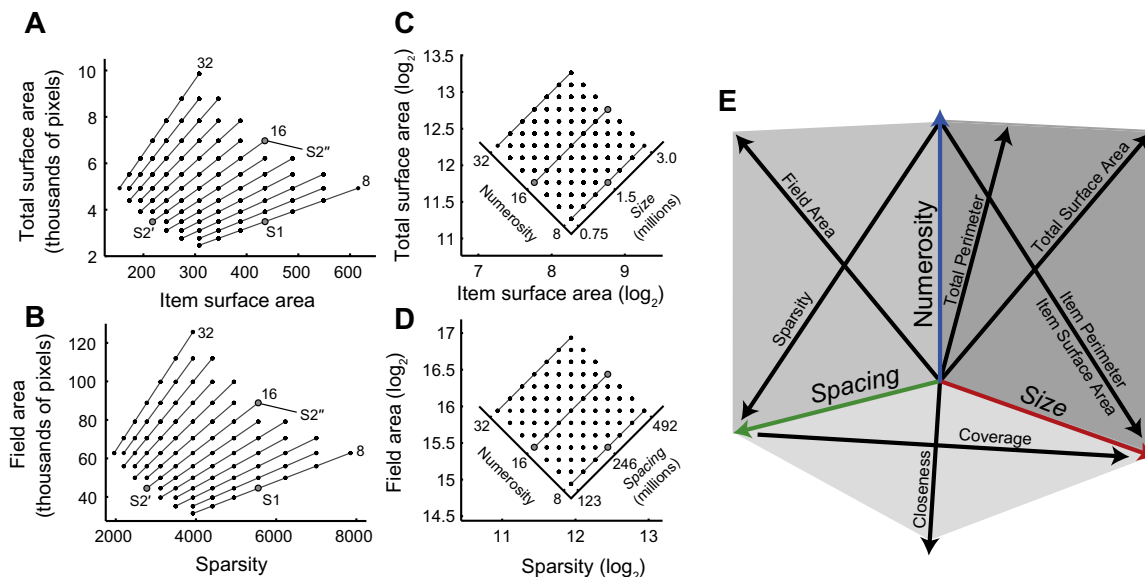 A
Total surface area
(thousands of pixels)
10
8
6
4
2
32
16
S2″
8
S2′
S1
200
300
400
500
600
Item surface area
B
Field area
(thousands of pixels)
120
100
80
60
40
32
16
S2″
8
S2′
S1
2000
4000
6000
8000
Sparsity
C
Total surface area (log2)
13.5
13
12.5
12
11.5
11
32
16
8
Numerosity
3.0
1.5
0.75
Size
(millions)
7
8
9
Item surface area (log2)
D
Field area (log2)
17
16.5
16
15.5
15
14.5
32
16
8
Numerosity
492
246
123
Spacing
(millions)
11
12
13
Sparsity (log2)
E
Field Area
Sparsity
Numerosity
Total Perimeter
Total Surface Area
Item Perimeter
Item Surface Area
Spacing
Size
Coverage
Closeness